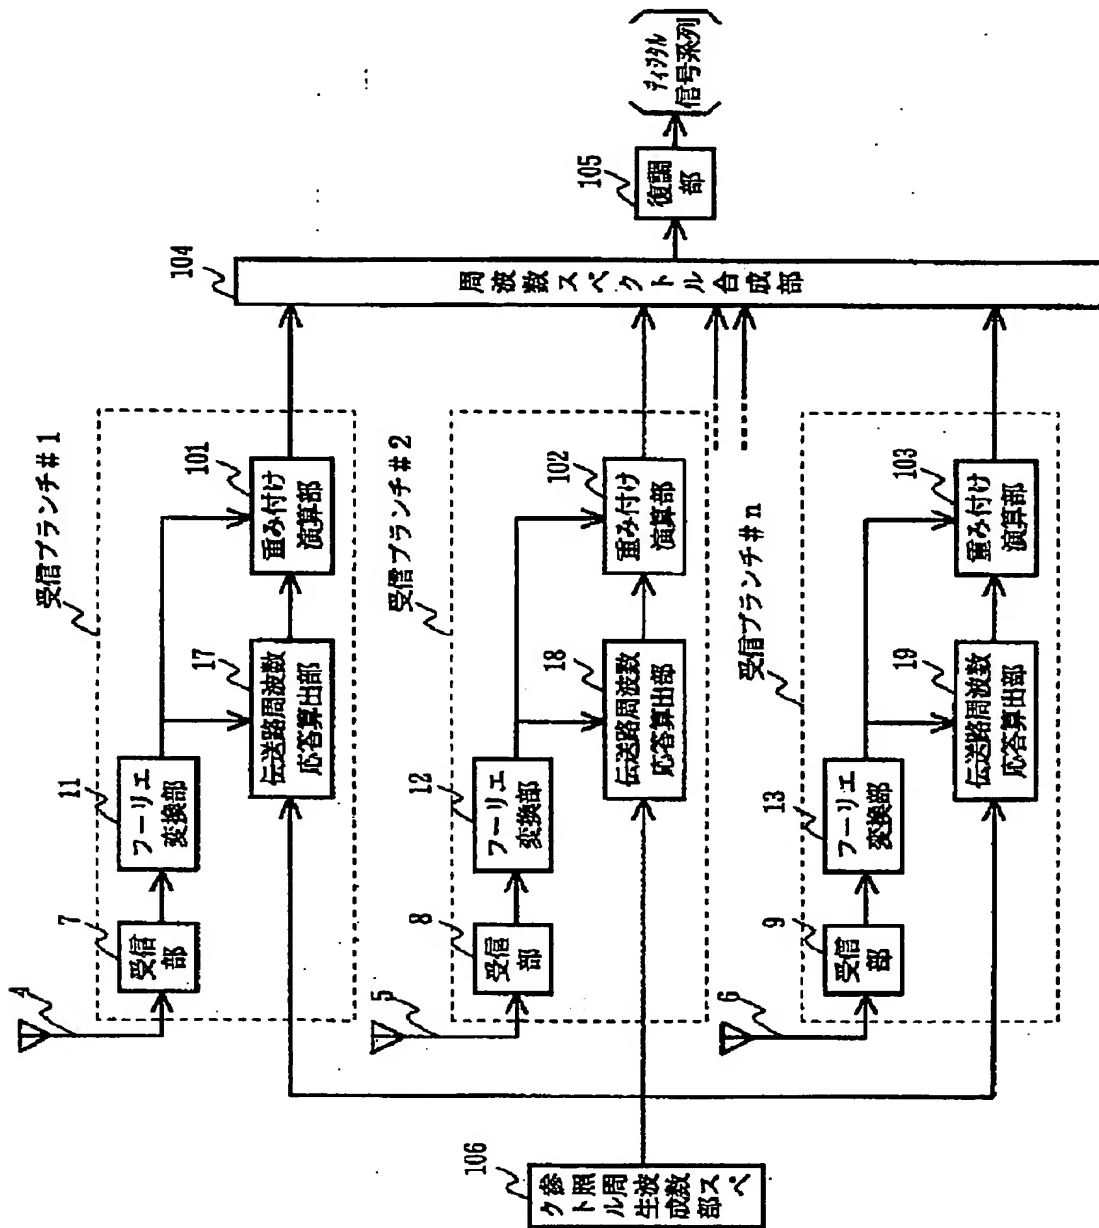 受信ブランチ#1
4
7
受信
部
11
フーリエ
変換部
17
伝送路周波数
応答算出部
101
重み付け
演算部
受信ブランチ#2
5
8
受信
部
12
フーリエ
変換部
18
伝送路周波数
応答算出部
102
重み付け
演算部
受信ブランチ#n
6
9
受信
部
13
フーリエ
変換部
19
伝送路周波数
応答算出部
103
重み付け
演算部
106
参照周波数スペ
クトル生成部
104
周波数スペクトル合成部
105
復調
部
ディジタル
信号系列